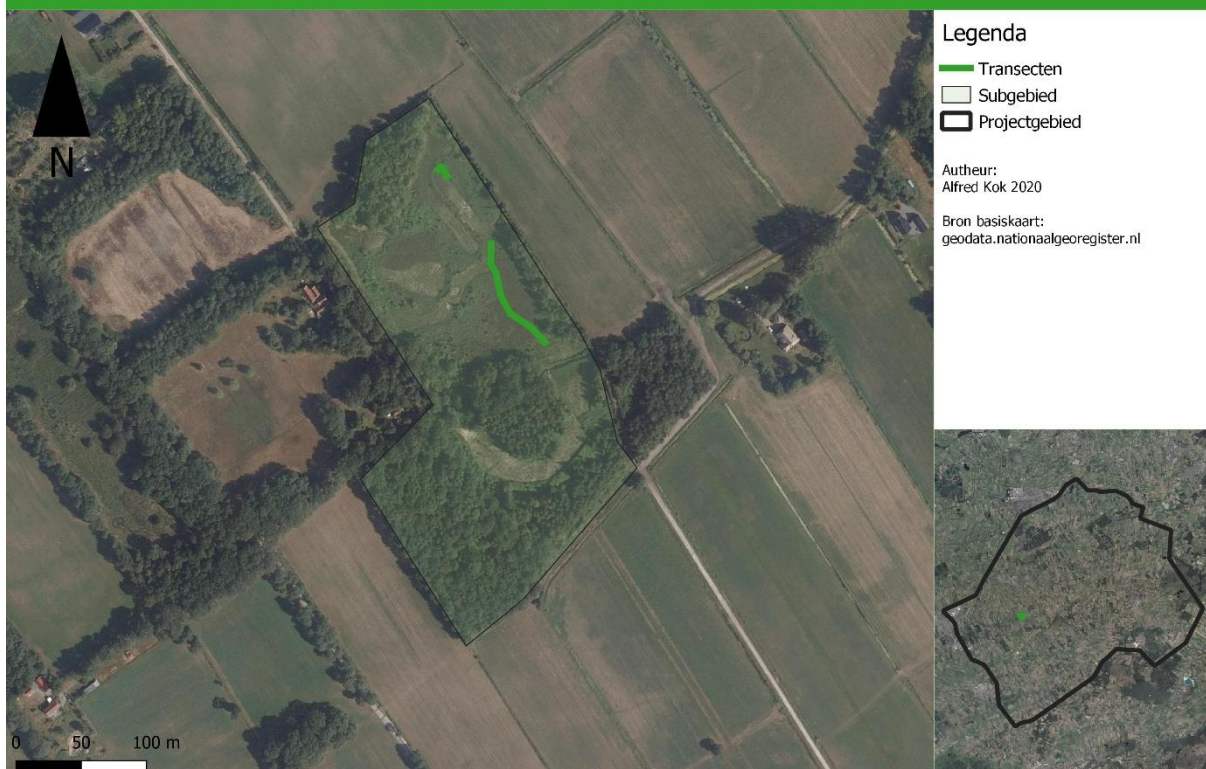 Legenda
Transecten
Subgebied
Projectgebied
Autheur:
Alfred Kok 2020
Bron basiskaart:
geodata.nationaalgeoregister.nl
N
0 50 100 m